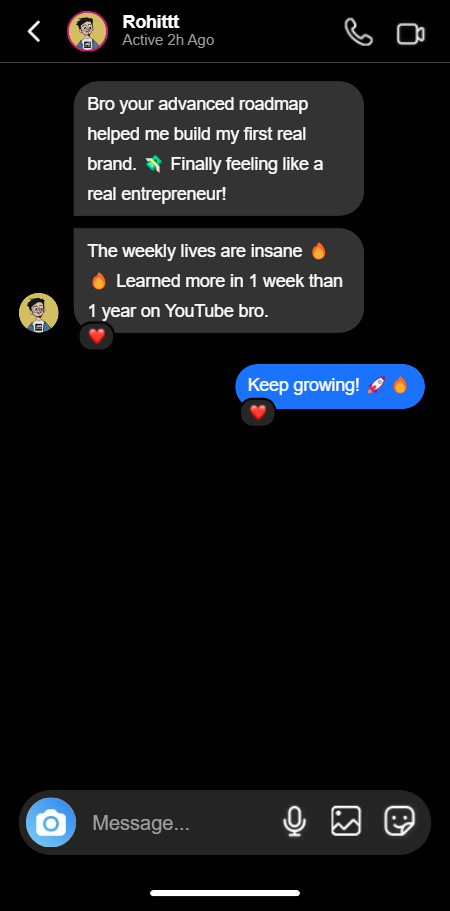 Rohittt
Active 2h Ago
Bro your advanced roadmap
helped me build my first real
brand. 💸 Finally feeling like a
real entrepreneur!
The weekly lives are insane 🔥
🔥 Learned more in 1 week than
1 year on YouTube bro.
❤️
Keep growing! 🚀🔥
❤️
Message...